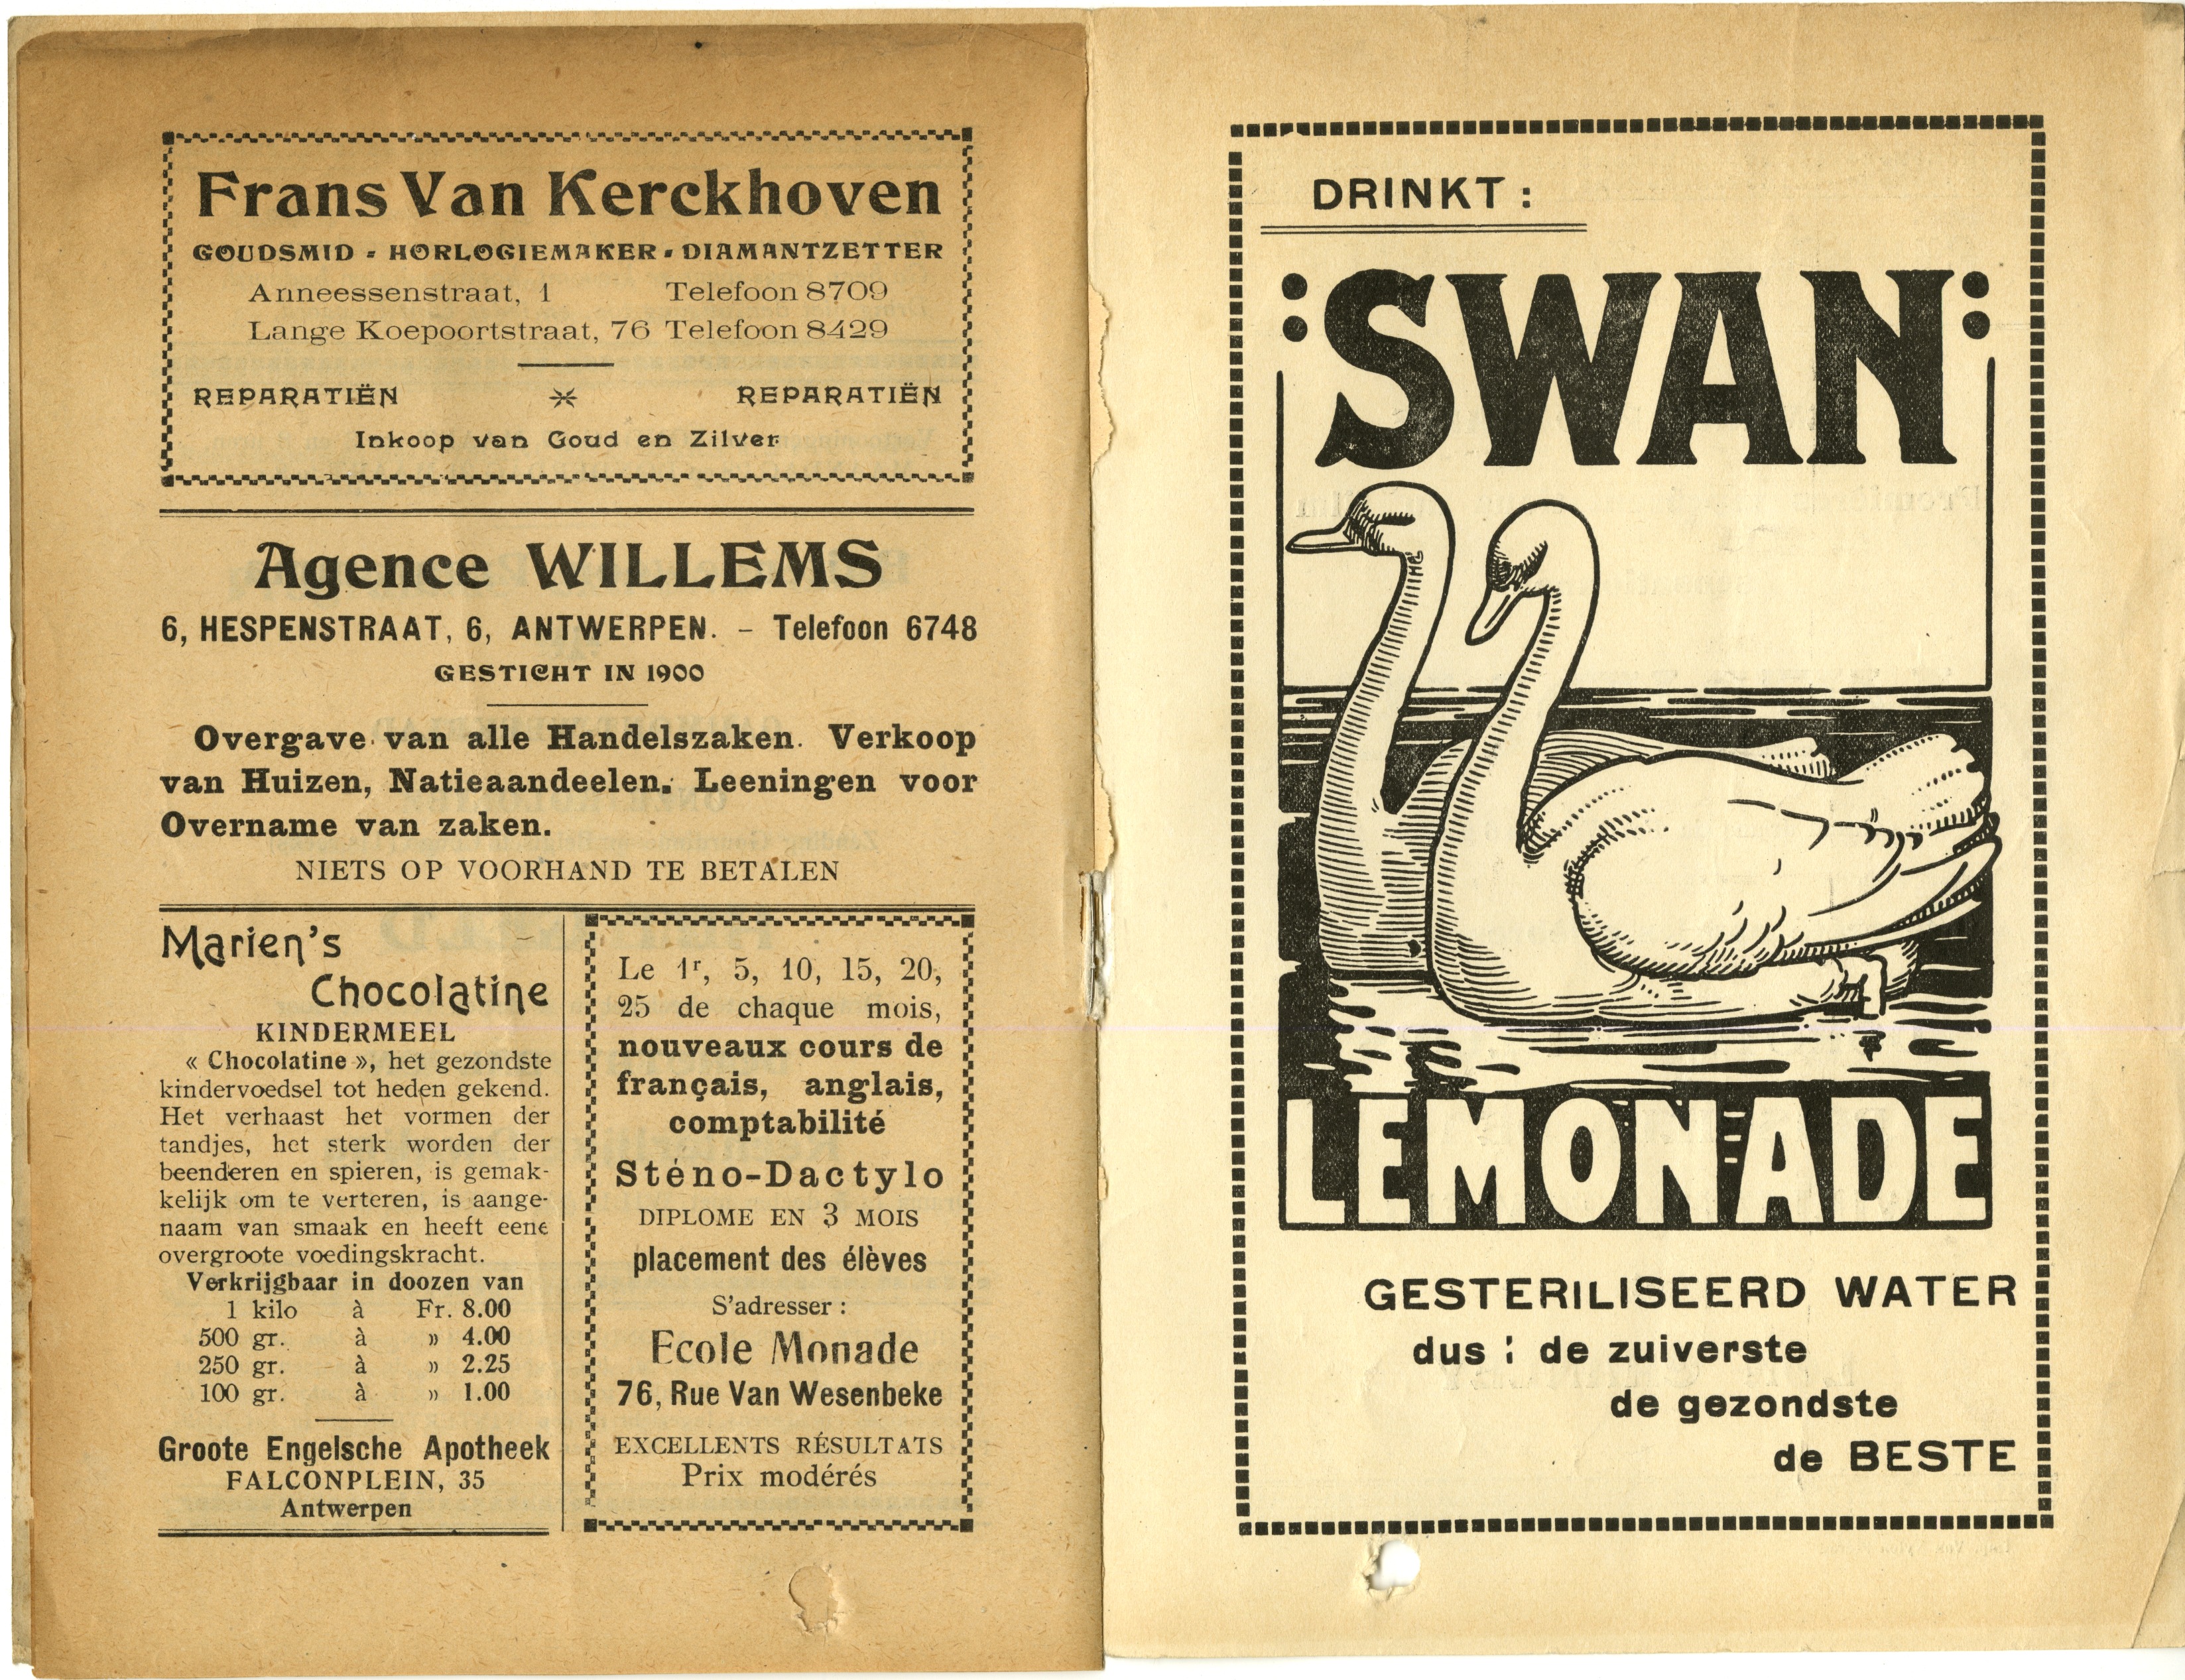 Frans Van Kerckhoven
GOUDSMID - HORLOGIEMAKER - DIAMANTZETTER
Anneessenstraat, 1 Telefoon 8709
Lange Koepoortstraat, 76 Telefoon 8429
REPARATIËN REPARATIËN
Inkoop van Goud en Zilver
Agence WILLEMS
6, HESPENSTRAAT, 6, ANTWERPEN. – Telefoon 6748
GESTICHT IN 1900
Overgave van alle Handelszaken. Verkoop
van Huizen, Natieaandeelen. Leeningen voor
Overname van zaken.
NIETS OP VOORHAND TE BETALEN
Marien's
Chocolatine
KINDERMEEL
« Chocolatine », het gezondste
kindervoedsel tot heden gekend.
Het verhaast het vormen der
tandjes, het sterk worden der
beenderen en spieren, is gemak-
kelijk om te verteren, is aange-
naam van smaak en heeft eene
overgroote voedingskracht.
Verkrijgbaar in doozen van
1 kilo à Fr. 8.00
500 gr. à » 4.00
250 gr. à » 2.25
100 gr. à » 1.00
Groote Engelsche Apotheek
FALCONPLEIN, 35
Antwerpen
Le 1r, 5, 10, 15, 20,
25 de chaque mois,
nouveaux cours de
français, anglais,
comptabilité
Sténo-Dactylo
DIPLOME EN 3 MOIS
placement des élèves
S'adresser :
Ecole Monade
76, Rue Van Wesenbeke
EXCELLENTS RÉSULTATS
Prix modérés
DRINKT :
:SWAN:
LEMONADE
GESTERILISEERD WATER
dus : de zuiverste
de gezondste
de BESTE